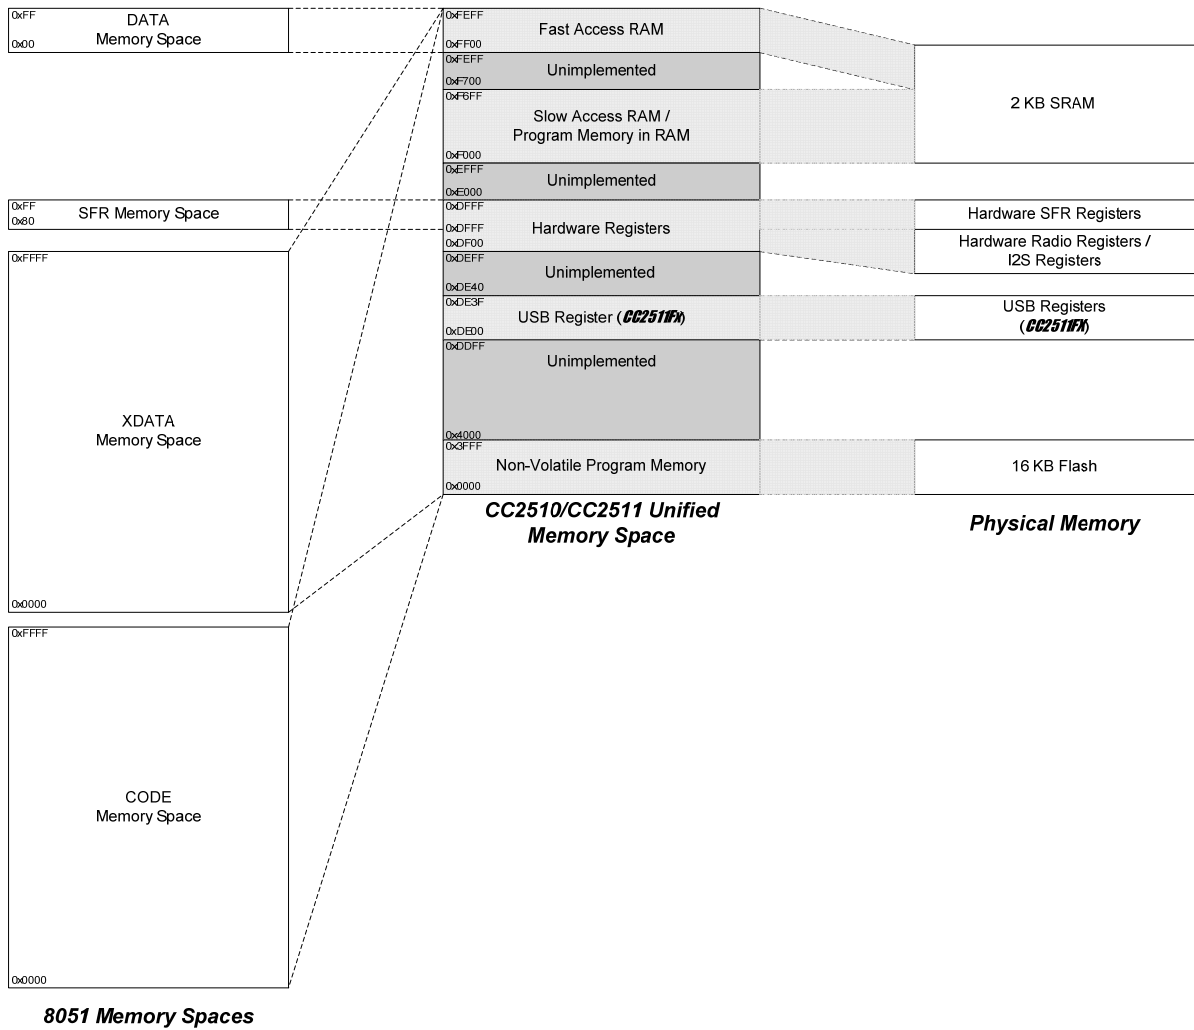 0xFF
DATA
Memory Space
0x00
0xFF
SFR Memory Space
0x80
0xFFFF
XDATA
Memory Space
0x0000
0xFFFF
CODE
Memory Space
0x0000
8051 Memory Spaces
0xFEFF
Fast Access RAM
0xFF00
0xFEFF
Unimplemented
0xF700
0xF6FF
Slow Access RAM /
Program Memory in RAM
0xF000
0xEFFF
Unimplemented
0xE000
0xDFFF
Hardware Registers
0xDFFF
0xDF00
0xDEFF
Unimplemented
0xDE40
0xDE3F
USB Register (CC2511Fx)
0xDE00
0xDDFF
Unimplemented
0x4000
0x3FFF
Non-Volatile Program Memory
0x0000
CC2510/CC2511 Unified
Memory Space
2 KB SRAM
Hardware SFR Registers
Hardware Radio Registers /
I2S Registers
USB Registers
(CC2511FX)
16 KB Flash
Physical Memory